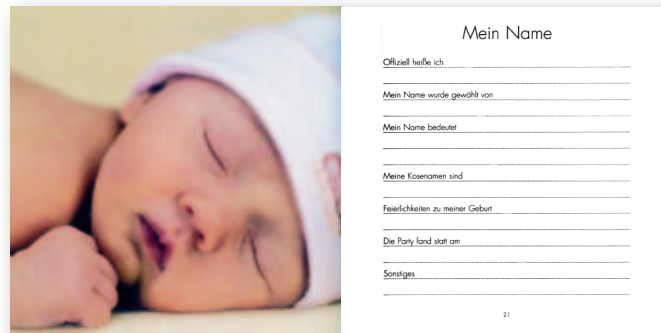 Mein Name
Offiziell heiße ich
Mein Name wurde gewählt von
Mein Name bedeutet
Meine Kosenamen sind
Feierlichkeiten zu meiner Geburt
Die Party fand statt am
Sonstiges
21